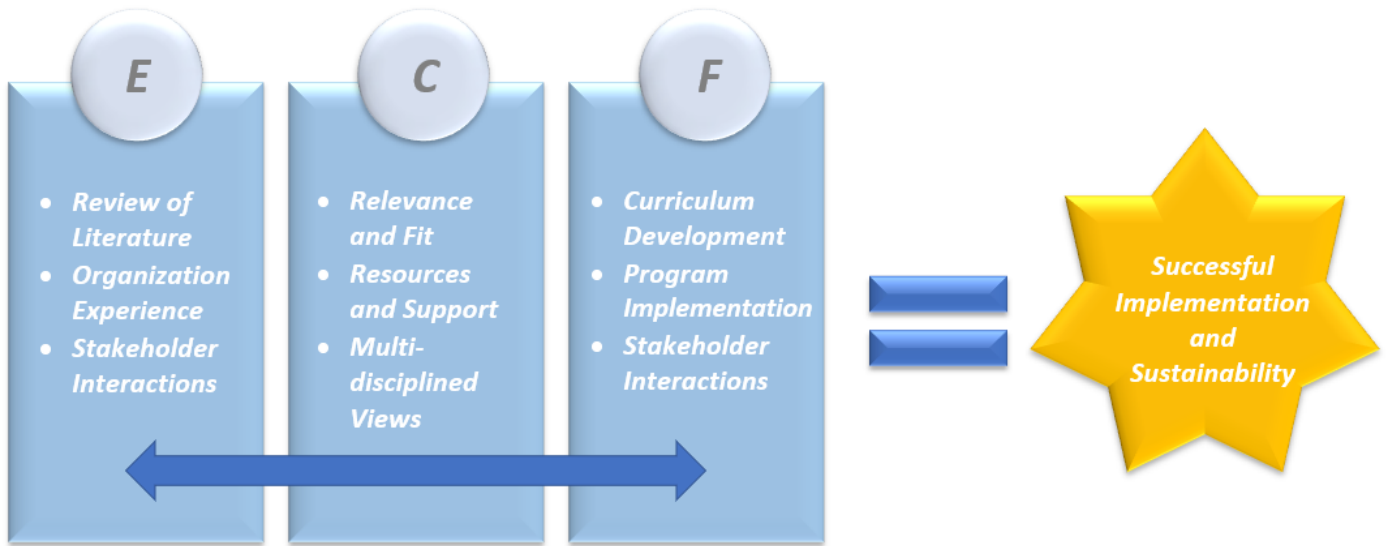 E
• Review of
Literature
• Organization
Experience
• Stakeholder
Interactions
C
• Relevance
and Fit
• Resources
and Support
• Multi-
disciplined
Views
F
• Curriculum
Development
• Program
Implementation
• Stakeholder
Interactions
Successful
Implementation
and
Sustainability